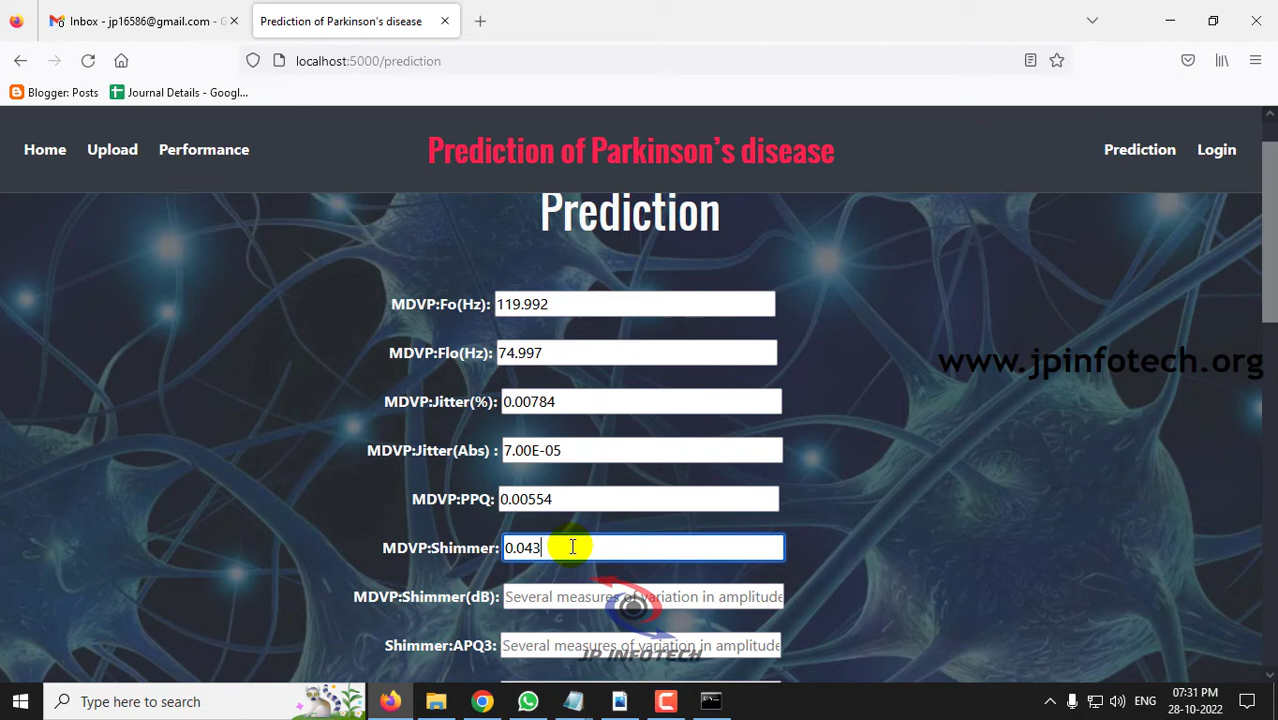 Inbox - jp16586@gmail.com - G
Prediction of Parkinson's disease
localhost:5000/prediction
Blogger: Posts
Journal Details - Googl...
Home
Upload
Performance
Prediction of Parkinson's disease
Prediction
Login
Prediction
MDVP:Fo(Hz): 119.992
MDVP:Flo(Hz): 74.997
www.jpinfotech.org
MDVP:Jitter(%): 0.00784
MDVP:Jitter(Abs) : 7.00E-05
MDVP:PPQ: 0.00554
MDVP:Shimmer: 0.043
MDVP:Shimmer(dB): Several measures of variation in amplitude
Shimmer:APQ3: Several measures of variation in amplitude
JP INFOTECH
Type here to search
ENG
07:31 PM
28-10-2022